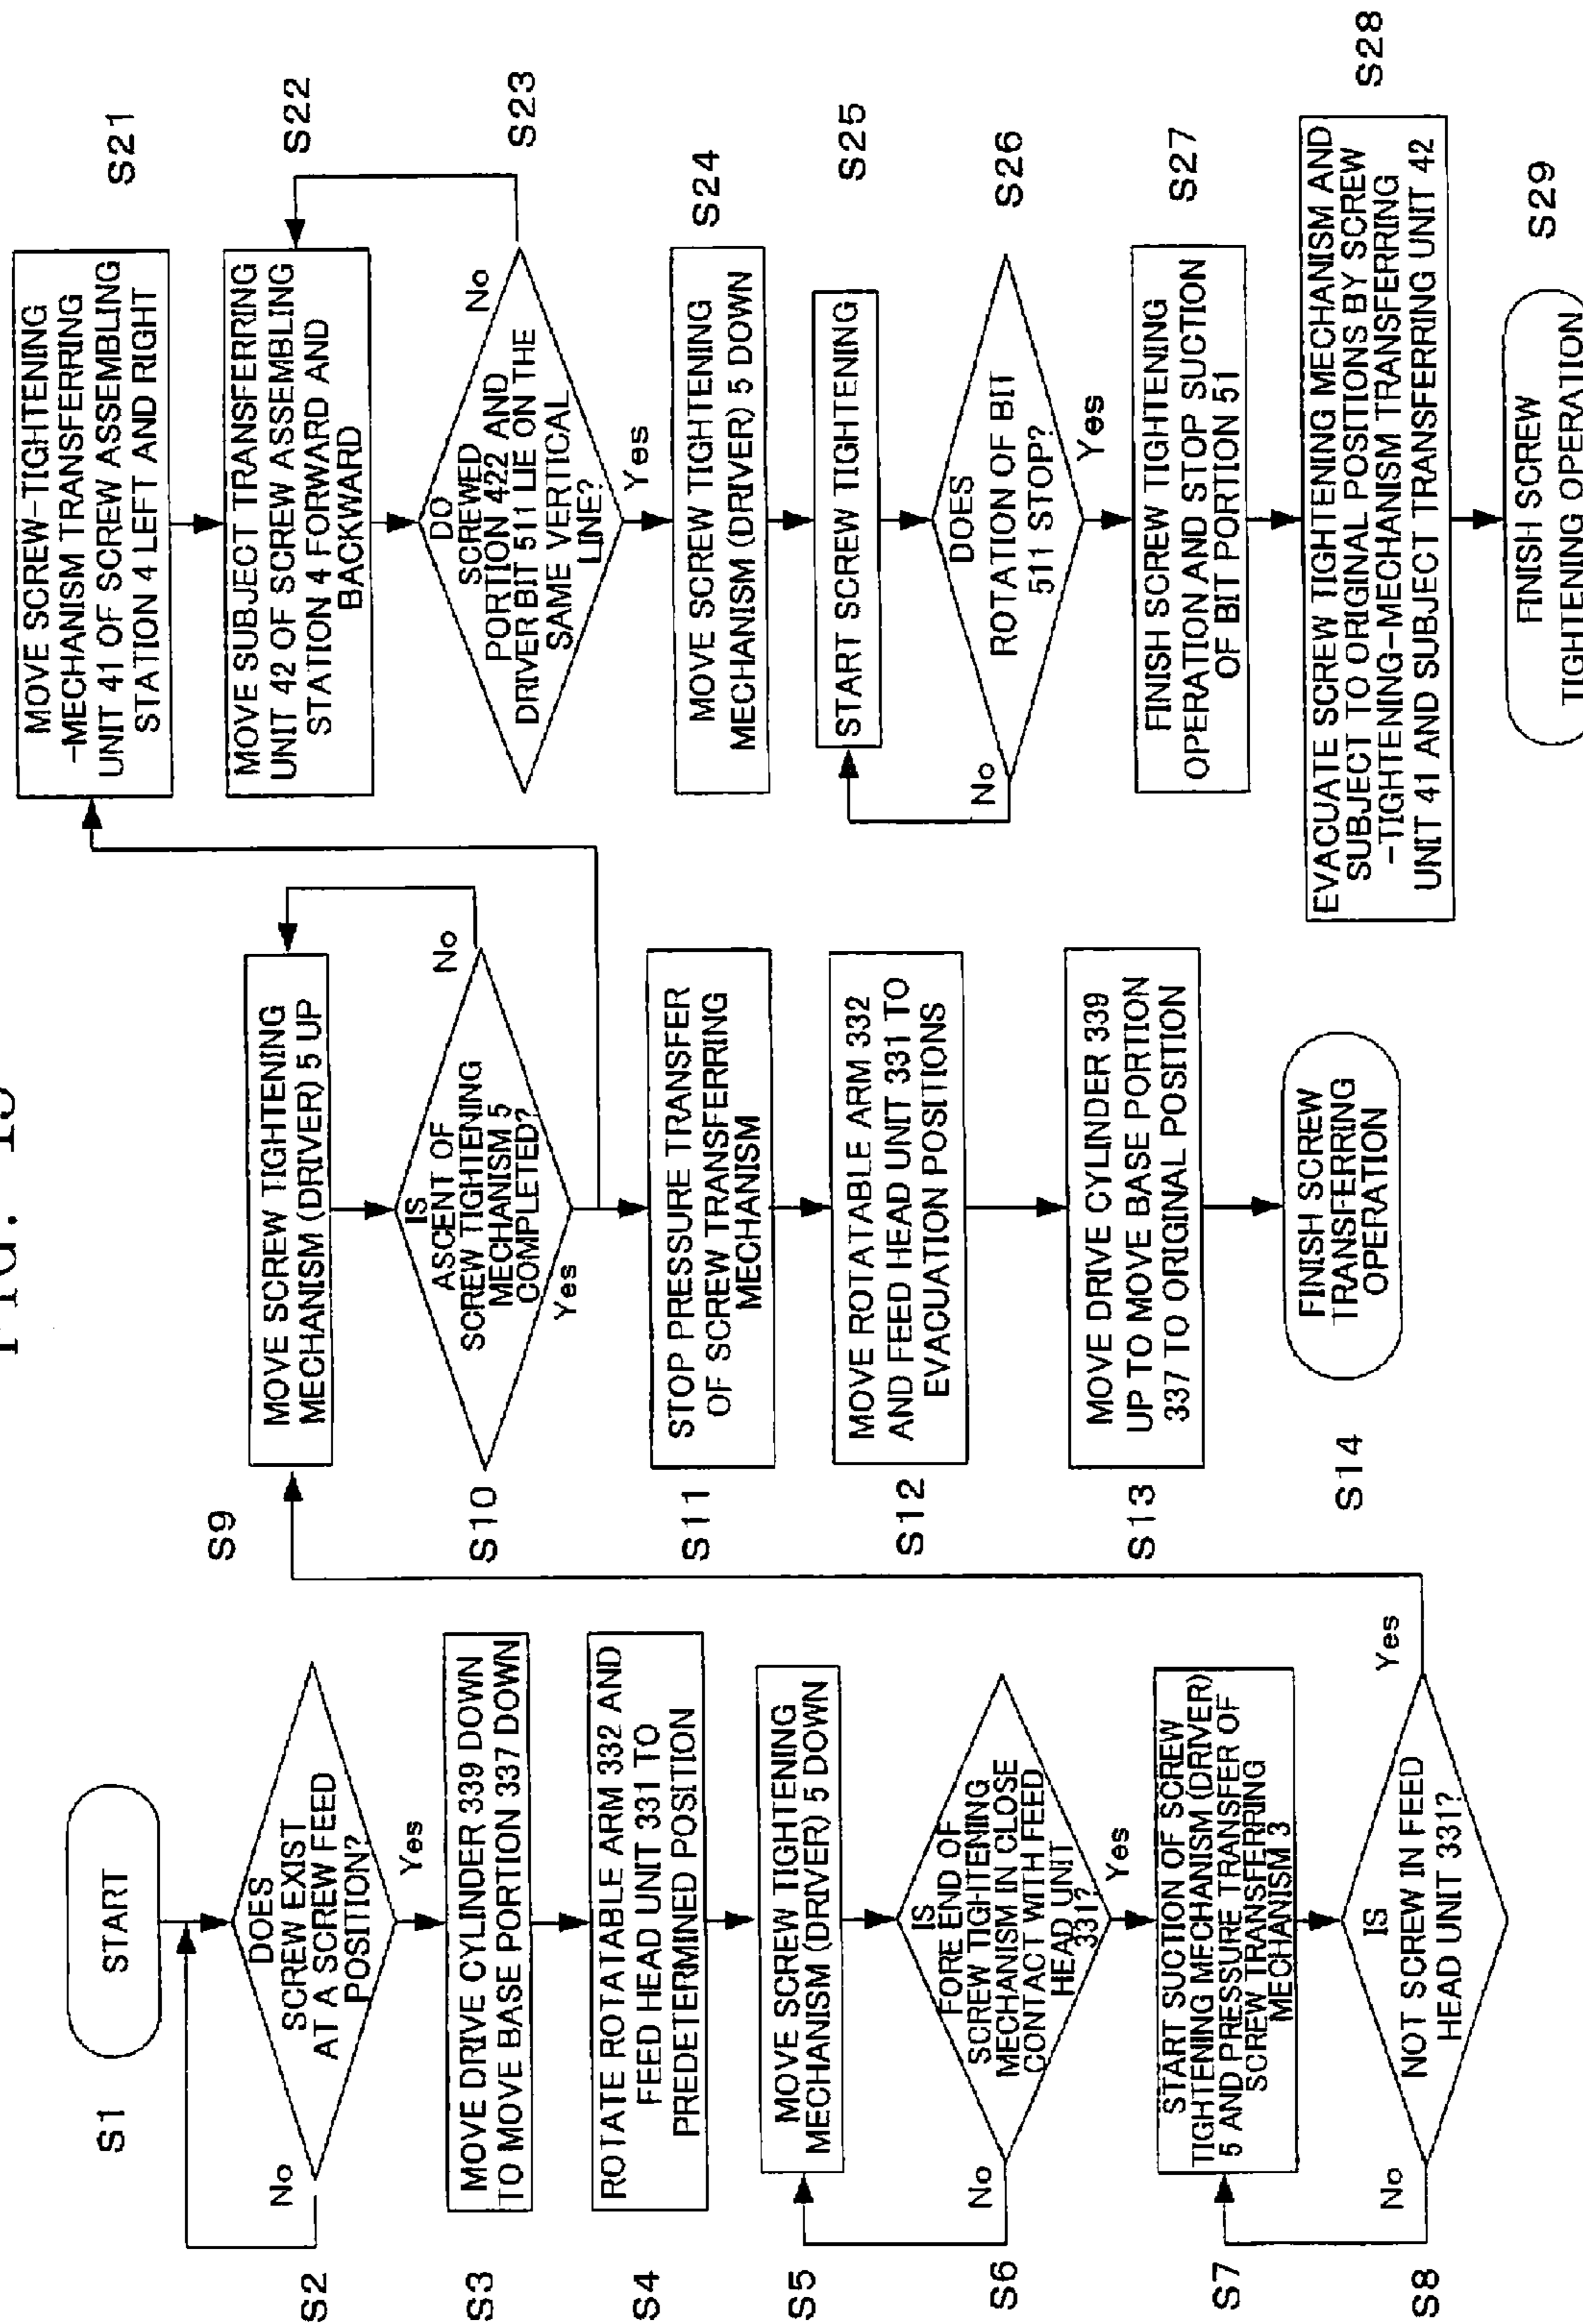 FIG.
S1
START
S2
DOES
SCREW EXIST
AT A SCREW FEED
POSITION?
No
Yes
S3
MOVE DRIVE CYLINDER 339 DOWN
TO MOVE BASE PORTION 337 DOWN
S4
ROTATE ROTATABLE ARM 332 AND
FEED HEAD UNIT 331 TO
PREDETERMINED POSITION
S5
MOVE SCREW TIGHTENING
MECHANISM (DRIVER) 5 DOWN
S6
IS
FORE END OF
SCREW TIGHTENING
MECHANISM IN CLOSE
CONTACT WITH FEED
HEAD UNIT
331?
No
Yes
S7
START SUCTION OF SCREW
TIGHTENING MECHANISM (DRIVER)
5 AND PRESSURE TRANSFER OF
SCREW TRANSFERRING
MECHANISM 3
S8
IS
NOT SCREW IN FEED
HEAD UNIT 331?
No
Yes
S9
MOVE SCREW TIGHTENING
MECHANISM (DRIVER) 5 UP
S10
IS
ASCENT OF
SCREW TIGHTENING
MECHANISM 5
COMPLETED?
No
Yes
S11
STOP PRESSURE TRANSFER
OF SCREW TRANSFERRING
MECHANISM
S12
MOVE ROTATABLE ARM 332
AND FEED HEAD UNIT 331 TO
EVACUATION POSITIONS
S13
MOVE DRIVE CYLINDER 339
UP TO MOVE BASE PORTION
337 TO ORIGINAL POSITION
S14
FINISH SCREW
TRANSFERRING
OPERATION
S21
MOVE SCREW-TIGHTENING
-MECHANISM TRANSFERRING
UNIT 41 OF SCREW ASSEMBLING
STATION 4 LEFT AND RIGHT
S22
MOVE SUBJECT TRANSFERRING
UNIT 42 OF SCREW ASSEMBLING
STATION 4 FORWARD AND
BACKWARD
S23
DO
SCREWED
PORTION 422 AND
DRIVER BIT 511 LIE ON THE
SAME VERTICAL
LINE?
No
Yes
S24
MOVE SCREW TIGHTENING
MECHANISM (DRIVER) 5 DOWN
S25
START SCREW TIGHTENING
S26
DOES
ROTATION OF BIT
511 STOP?
No
Yes
S27
FINISH SCREW TIGHTENING
OPERATION AND STOP SUCTION
OF BIT PORTION 51
S28
EVACUATE SCREW TIGHTENING MECHANISM AND
SUBJECT TO ORIGINAL POSITIONS BY SCREW
-TIGHTENING-MECHANISM TRANSFERRING
UNIT 41 AND SUBJECT TRANSFERRING UNIT 42
S29
FINISH SCREW
TIGHTENING OPERATION